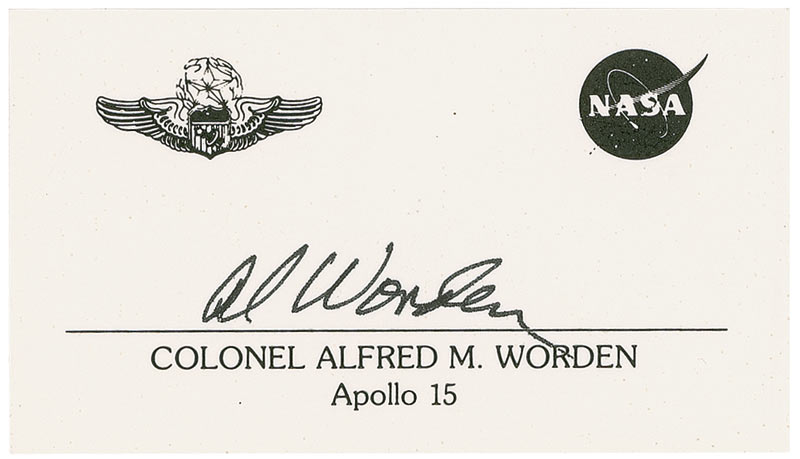 NASA
Al Worden
COLONEL ALFRED M. WORDEN
Apollo 15